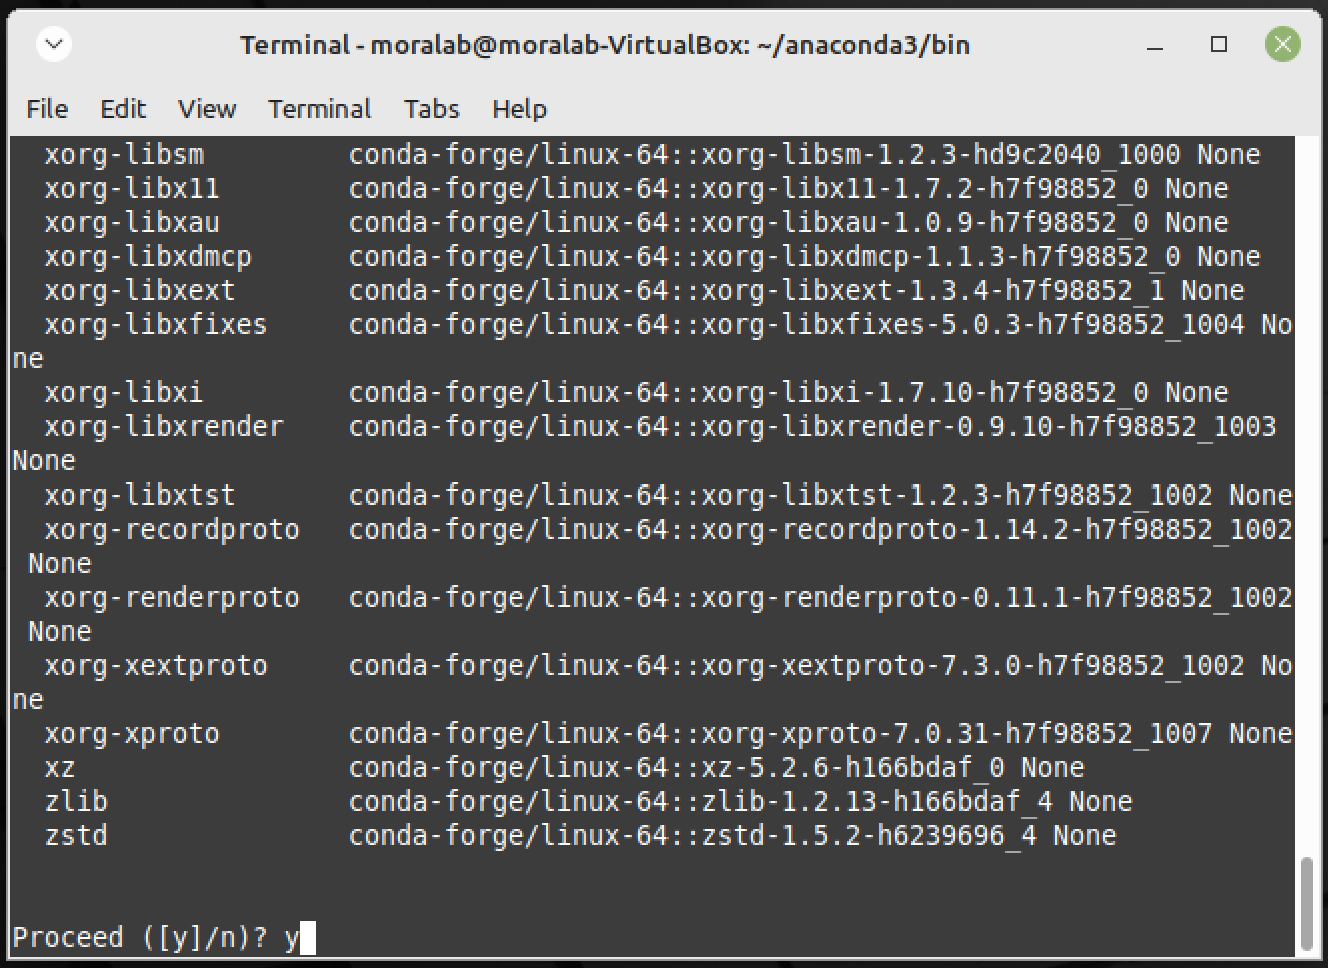 Terminal - moralab@moralab-VirtualBox: ~/anaconda3/bin
File Edit View Terminal Tabs Help
xorg-libsm conda-forge/linux-64::xorg-libsm-1.2.3-hd9c2040_1000 None
xorg-libx11 conda-forge/linux-64::xorg-libx11-1.7.2-h7f98852_0 None
xorg-libxau conda-forge/linux-64::xorg-libxau-1.0.9-h7f98852_0 None
xorg-libxdmcp conda-forge/linux-64::xorg-libxdmcp-1.1.3-h7f98852_0 None
xorg-libxext conda-forge/linux-64::xorg-libxext-1.3.4-h7f98852_1 None
xorg-libxfixes conda-forge/linux-64::xorg-libxfixes-5.0.3-h7f98852_1004 No
ne
xorg-libxi conda-forge/linux-64::xorg-libxi-1.7.10-h7f98852_0 None
xorg-libxrender conda-forge/linux-64::xorg-libxrender-0.9.10-h7f98852_1003
None
xorg-libxtst conda-forge/linux-64::xorg-libxtst-1.2.3-h7f98852_1002 None
xorg-recordproto conda-forge/linux-64::xorg-recordproto-1.14.2-h7f98852_1002
None
xorg-renderproto conda-forge/linux-64::xorg-renderproto-0.11.1-h7f98852_1002
None
xorg-xextproto conda-forge/linux-64::xorg-xextproto-7.3.0-h7f98852_1002 No
ne
xorg-xproto conda-forge/linux-64::xorg-xproto-7.0.31-h7f98852_1007 None
xz conda-forge/linux-64::xz-5.2.6-h166bdaf_0 None
zlib conda-forge/linux-64::zlib-1.2.13-h166bdaf_4 None
zstd conda-forge/linux-64::zstd-1.5.2-h6239696_4 None
Proceed ([y]/n)? y